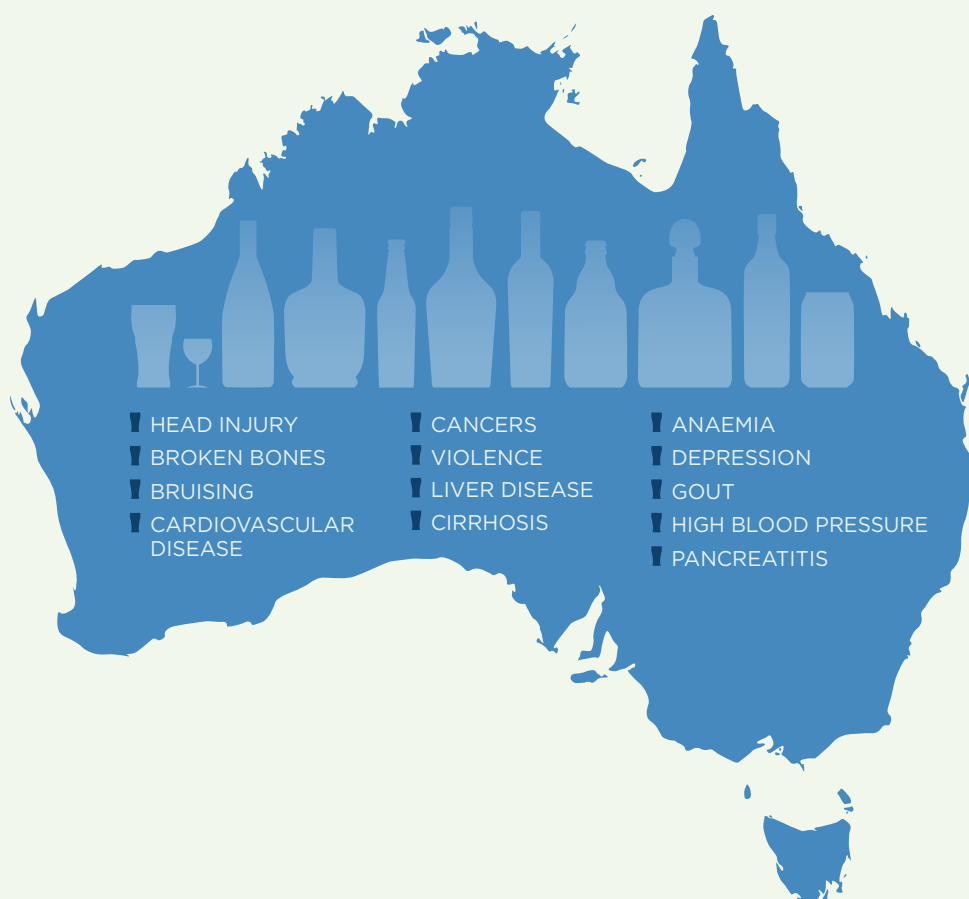 HEAD INJURY
BROKEN BONES
BRUISING
CARDIOVASCULAR
DISEASE
CANCERS
VIOLENCE
LIVER DISEASE
CIRRHOSIS
ANAEMIA
DEPRESSION
GOUT
HIGH BLOOD PRESSURE
PANCREATITIS